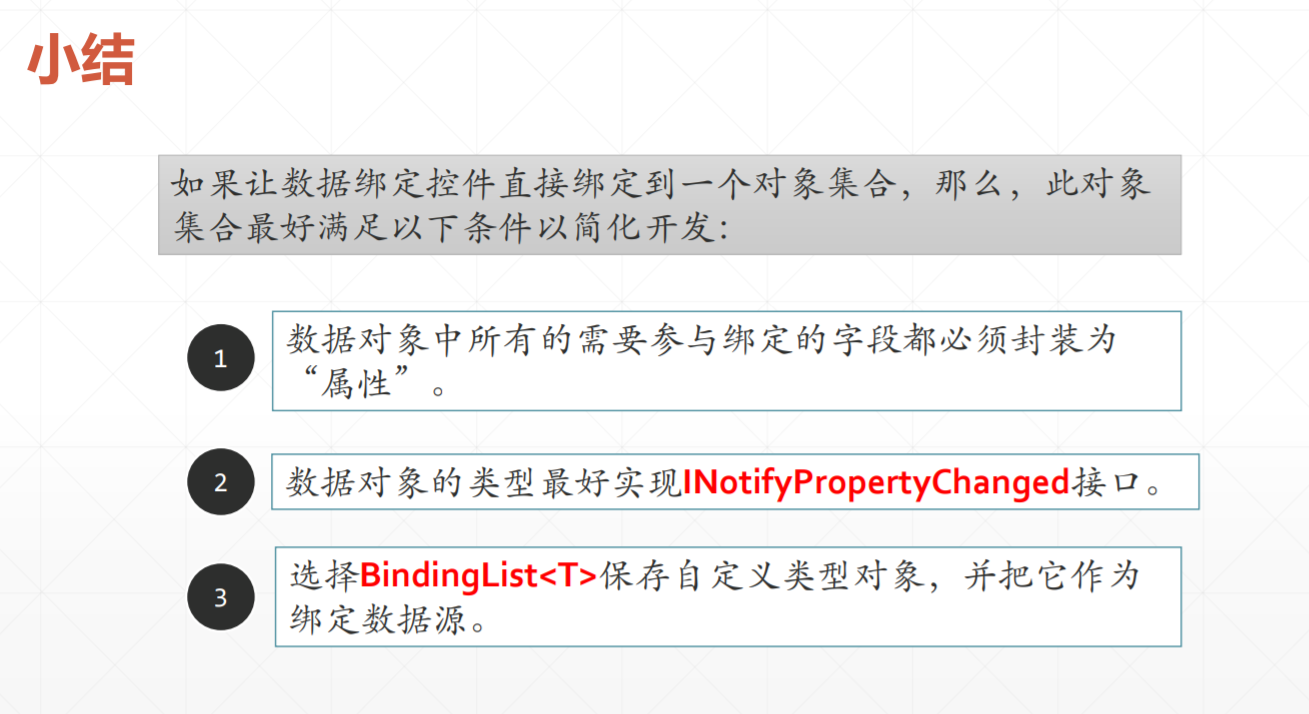 小结
如果让数据绑定控件直接绑定到一个对象集合，那么，此对象
集合最好满足以下条件以简化开发：
1
数据对象中所有的需要参与绑定的字段都必须封装为
“属性”。
2
数据对象的类型最好实现INotifyPropertyChanged接口。
3
选择BindingList<T>保存自定义类型对象，并把它作为
绑定数据源。